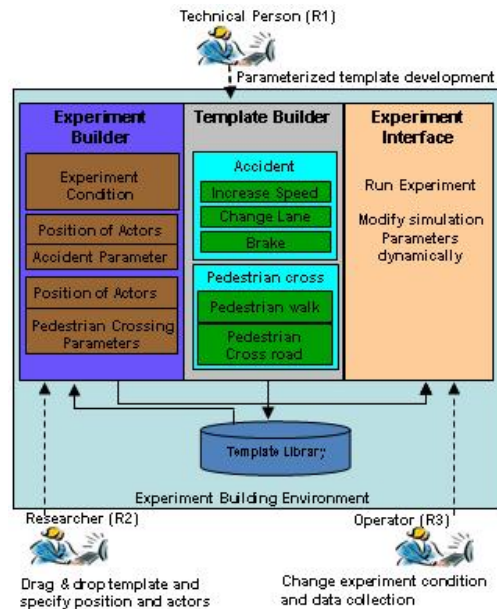 Technical Person (R1)
Parameterized template development
Experiment
Builder
Experiment
Condition
Position of Actors
Accident Parameter
Position of Actors
Pedestrian Crossing
Parameters
Template Builder
Accident
Increase Speed
Change Lane
Brake
Pedestrian cross
Pedestrian walk
Pedestrian
Cross road
Experiment
Interface
Run Experiment
Modify simulation
Parameters
dynamically
Template Library
Experiment Building Environment
Researcher (R2)
Drag & drop template and
specify position and actors
Operator (R3)
Change experiment condition
and data collection